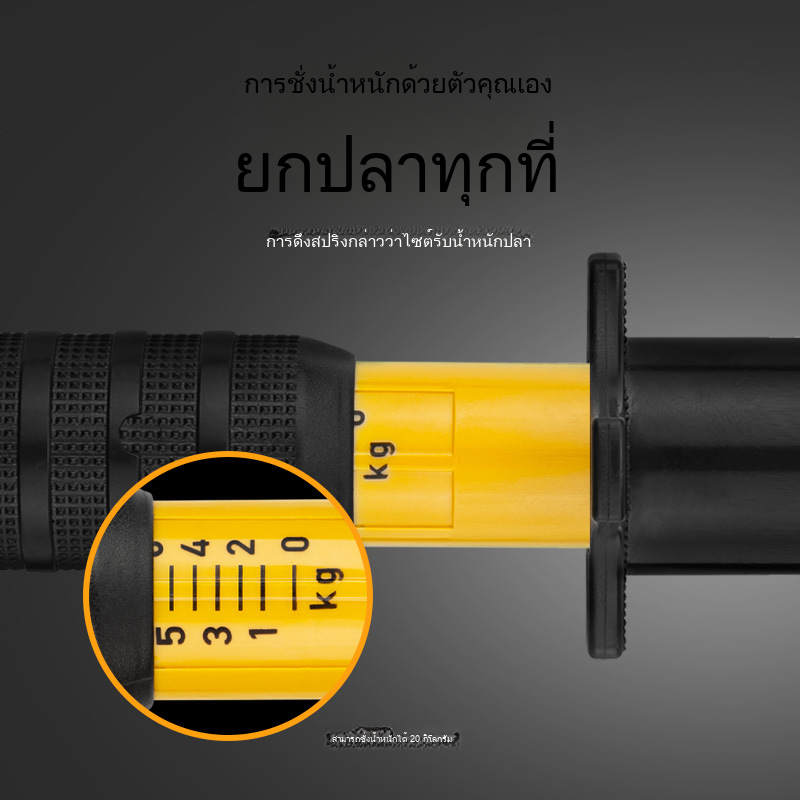 การชั่งน้ำหนักด้วยตัวคุณเอง
ยกปลาทุกที่
การดึงสปริงกล่าวว่าไซต์รับน้ำหนักปลา
kg
4 2 0
kg
5 3 1
สามารถชั่งน้ำหนักได้ 20 กิโลกรัม